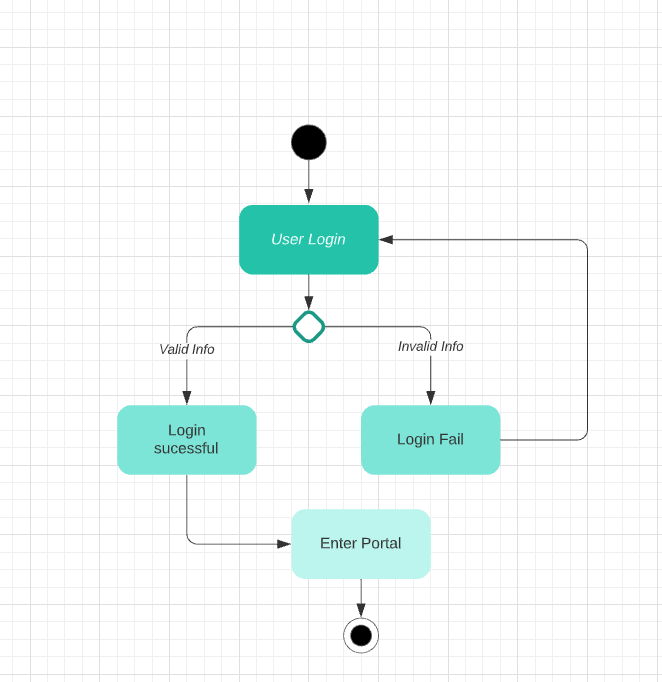 User Login
Valid Info
Invalid Info
Login
sucessful
Login Fail
Enter Portal